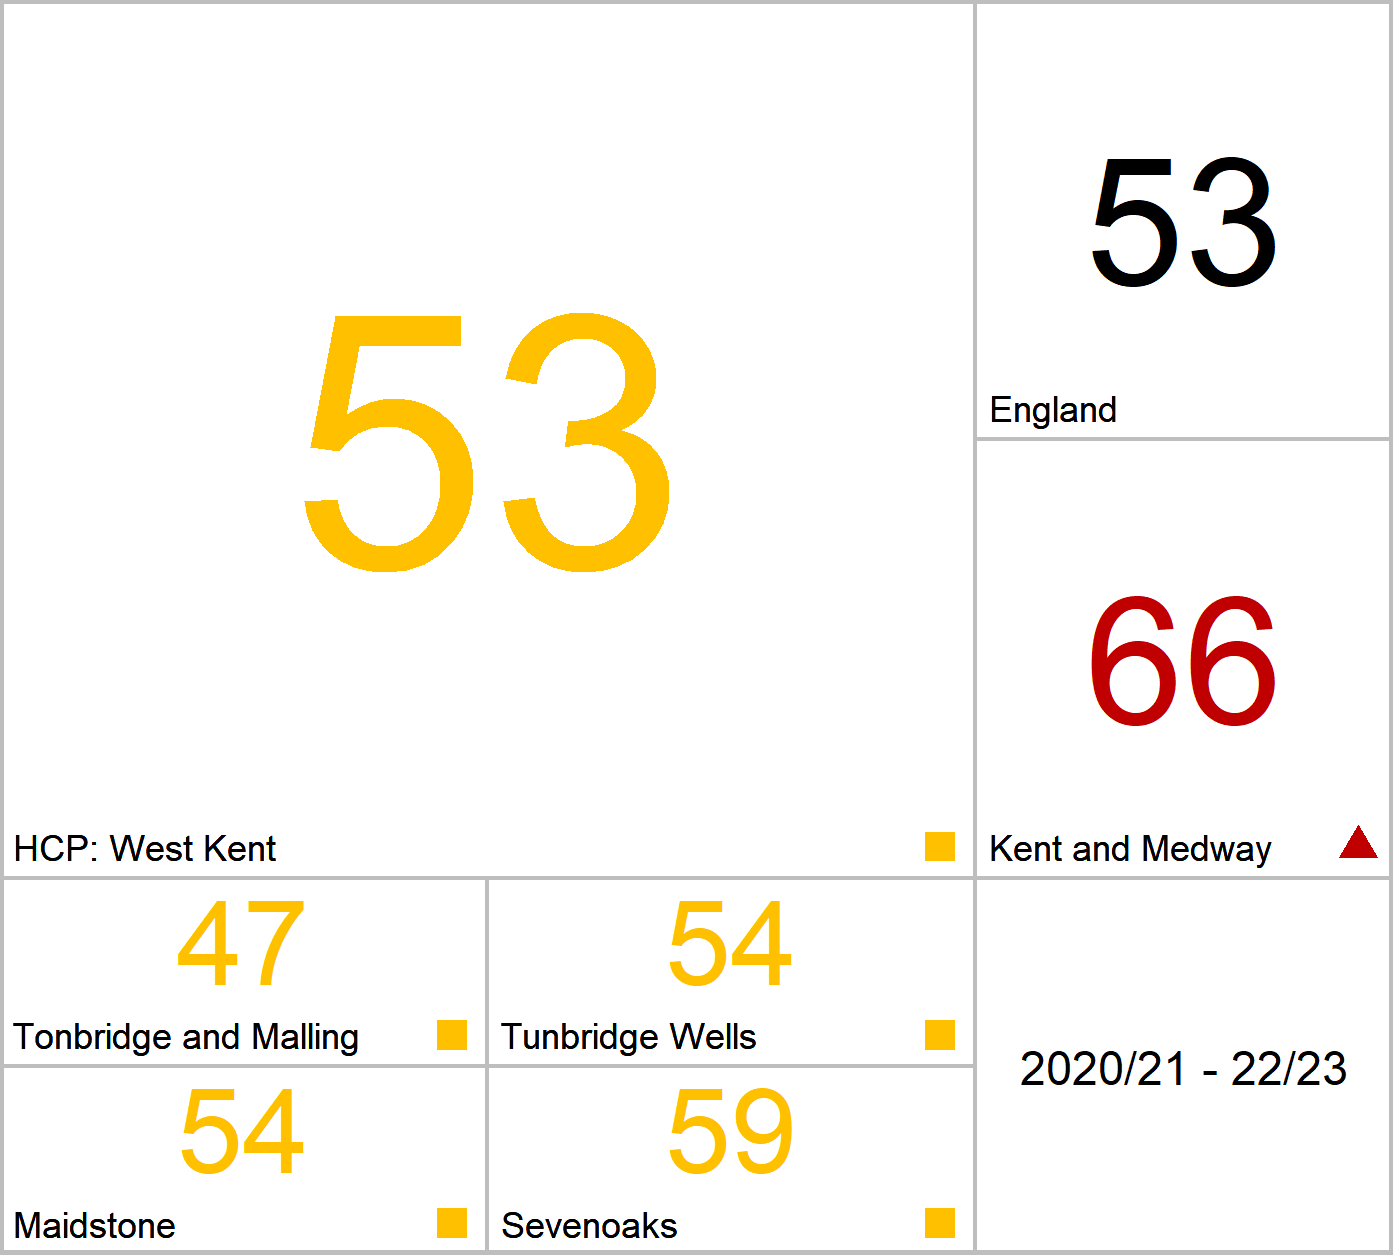 53
HCP: West Kent
53
England
66
Kent and Medway
47
Tonbridge and Malling
54
Tunbridge Wells
54
Maidstone
59
Sevenoaks
2020/21 - 22/23